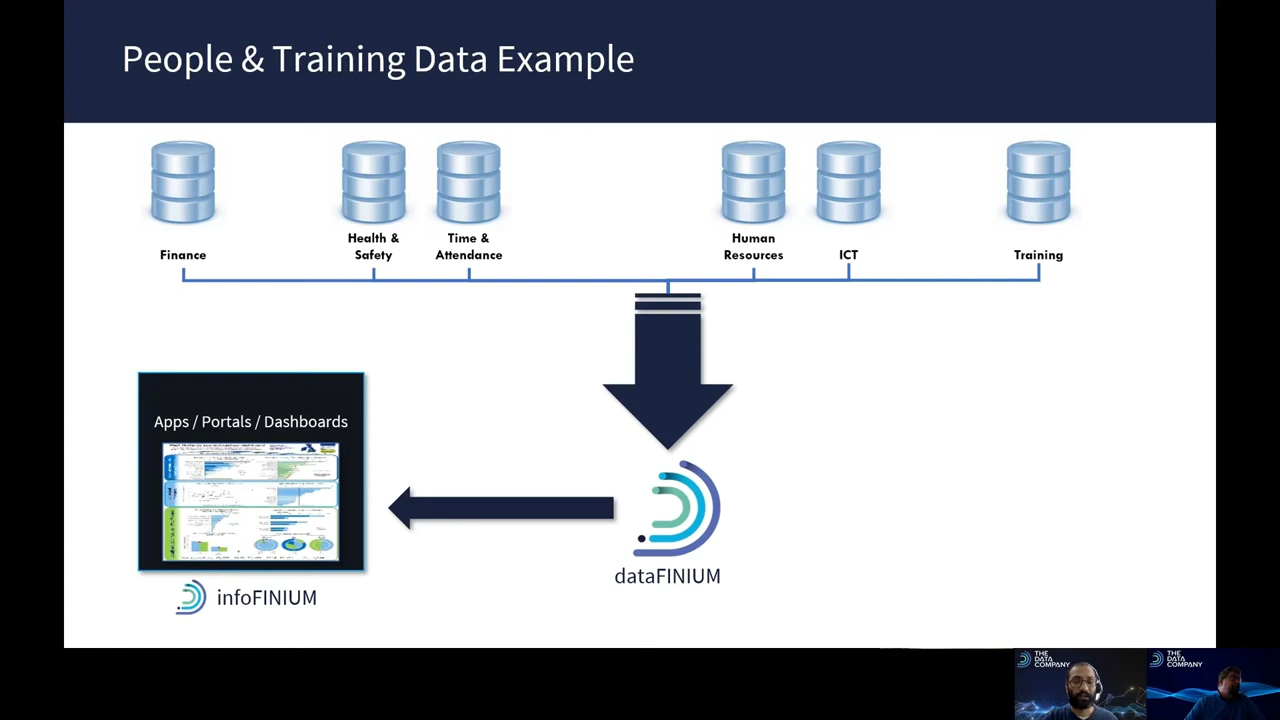 People & Training Data Example
Finance
Health &
Safety
Time &
Attendance
Human
Resources
ICT
Training
Apps / Portals / Dashboards
dataFINIUM
infoFINIUM
THE
DATA
COMPANY
THE
DATA
COMPANY